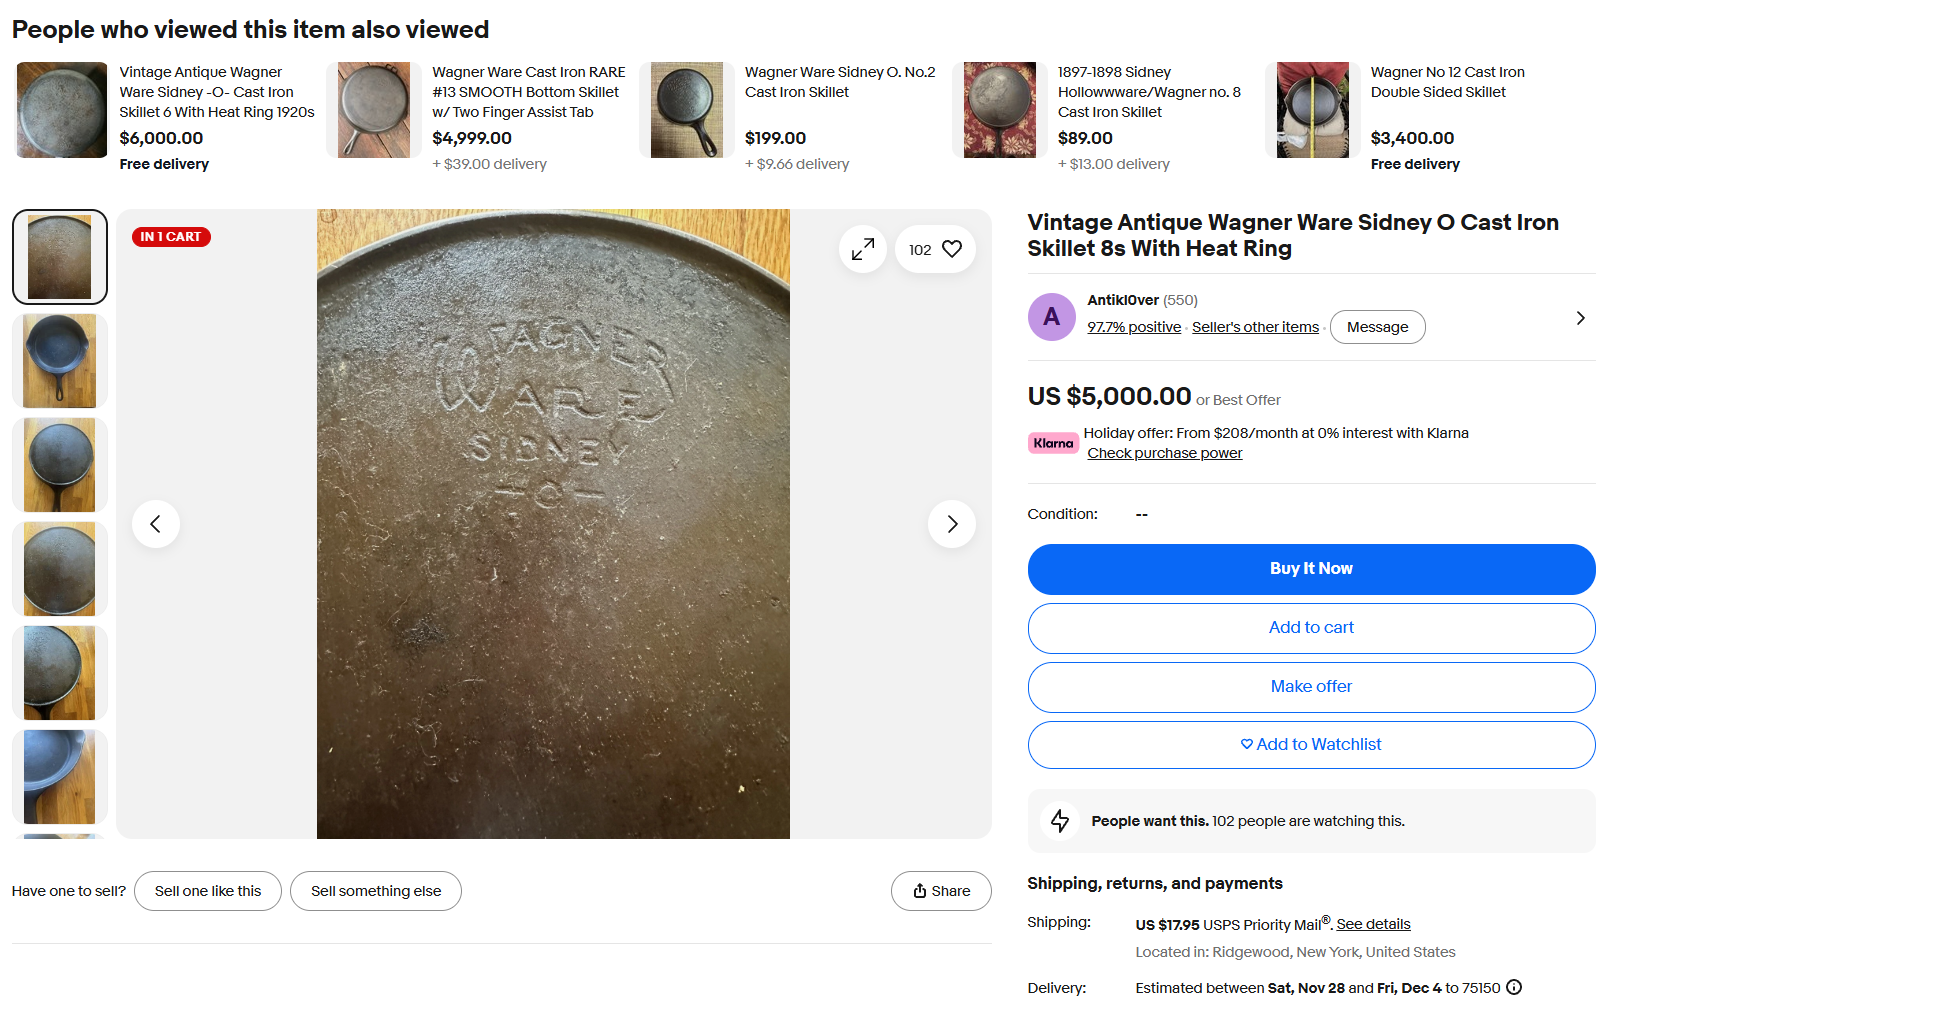 People who viewed this item also viewed
Vintage Antique Wagner
Ware Sidney -O- Cast Iron
Skillet 6 With Heat Ring 1920s
$6,000.00
Free delivery
Wagner Ware Cast Iron RARE
#13 SMOOTH Bottom Skillet
w/ Two Finger Assist Tab
$4,999.00
+ $39.00 delivery
Wagner Ware Sidney O. No.2
Cast Iron Skillet
$199.00
+ $9.66 delivery
1897-1898 Sidney
Hollowwware/Wagner no. 8
Cast Iron Skillet
$89.00
+ $13.00 delivery
Wagner No 12 Cast Iron
Double Sided Skillet
$3,400.00
Free delivery
IN 1 CART
102
WAGNER
WARE
SIDNEY
-O-
Have one to sell?
Sell one like this
Sell something else
Share
Vintage Antique Wagner Ware Sidney O Cast Iron
Skillet 8s With Heat Ring
A
Antikl0ver (550)
97.7% positive · Seller's other items · Message
US $5,000.00 or Best Offer
Klarna
Holiday offer: From $208/month at 0% interest with Klarna
Check purchase power
Condition: --
Buy It Now
Add to cart
Make offer
Add to Watchlist
People want this. 102 people are watching this.
Shipping, returns, and payments
Shipping: US $17.95 USPS Priority Mail®. See details
Located in: Ridgewood, New York, United States
Delivery: Estimated between Sat, Nov 28 and Fri, Dec 4 to 75150